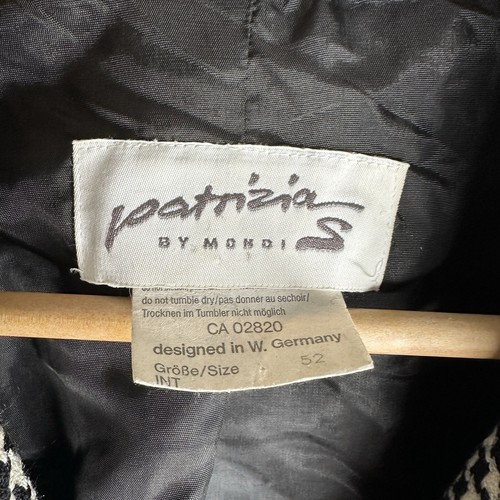 patrizia S
BY MONDI
do not tumble dry/pas donner au sechoir/
Trocknen im Tumbler nicht möglich
CA 02820
designed in W. Germany
Größe/Size 52
INT